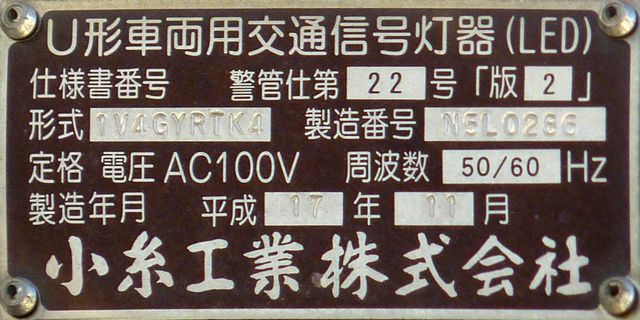 U形車両用交通信号灯器(LED)
仕様書番号 警管仕第 22 号「版 2」
形式 1V4GYRTK4 製造番号 N5L0286
定格 電圧 AC100V 周波数 50/60 Hz
製造年月 平成 17 年 11 月
小糸工業株式会社